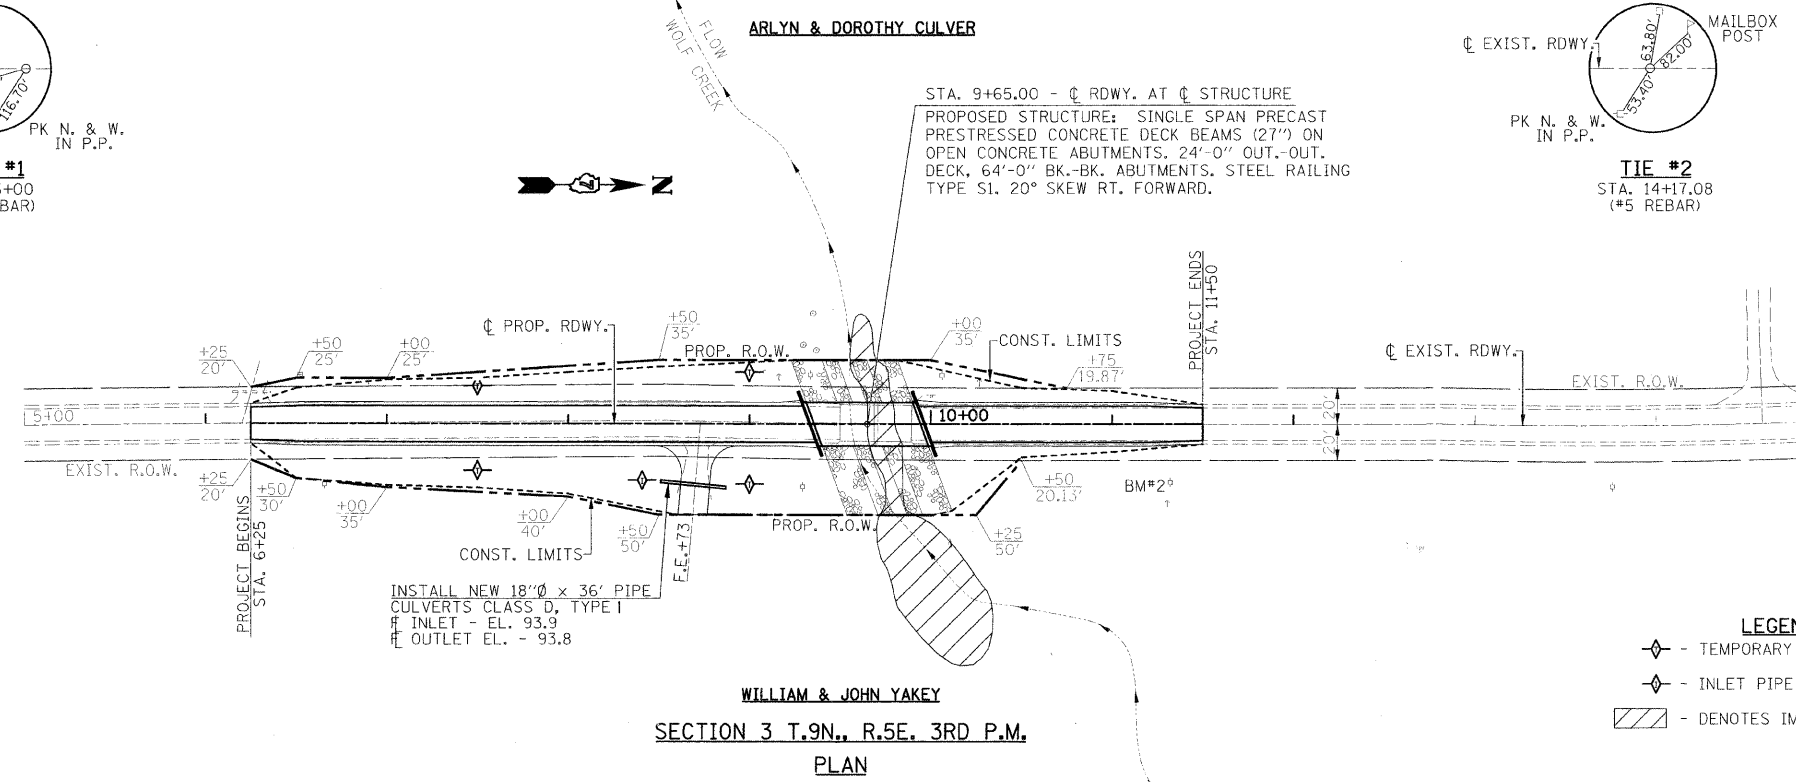 116.70'
PK N. & W.
IN P.P.
#1
5+00
BAR)
FLOW
WOLF CREEK
ARLYN & DOROTHY CULVER
STA. 9+65.00 - ℄ RDWY. AT ℄ STRUCTURE
PROPOSED STRUCTURE: SINGLE SPAN PRECAST
PRESTRESSED CONCRETE DECK BEAMS (27") ON
OPEN CONCRETE ABUTMENTS. 24'-0" OUT.-OUT.
DECK, 64'-0" BK.-BK. ABUTMENTS. STEEL RAILING
TYPE S1. 20° SKEW RT. FORWARD.
℄ EXIST. RDWY.
63.80'
82.00'
53.40'
MAILBOX
POST
PK N. & W.
IN P.P.
TIE #2
STA. 14+17.08
(#5 REBAR)
N
PROJECT ENDS
STA. 11+50
℄ PROP. RDWY.
+25
20'
+50
25'
+00
25'
+50
35'
PROP. R.O.W.
+00
35'
CONST. LIMITS
+75
19.87'
℄ EXIST. RDWY.
EXIST. R.O.W.
5+00
10+00
20'
20'
EXIST. R.O.W.
+25
20'
+50
30'
+00
35'
+00
40'
+50
50'
PROP. R.O.W.
+25
50'
+50
20.13'
BM#2
PROJECT BEGINS
STA. 6+25
CONST. LIMITS
F.E.+73
INSTALL NEW 18"Ø x 36' PIPE
CULVERTS CLASS D, TYPE 1
INLET - EL. 93.9
OUTLET EL. - 93.8
LEGEN
- TEMPORARY
- INLET PIPE
- DENOTES IM
WILLIAM & JOHN YAKEY
SECTION 3 T.9N., R.5E. 3RD P.M.
PLAN